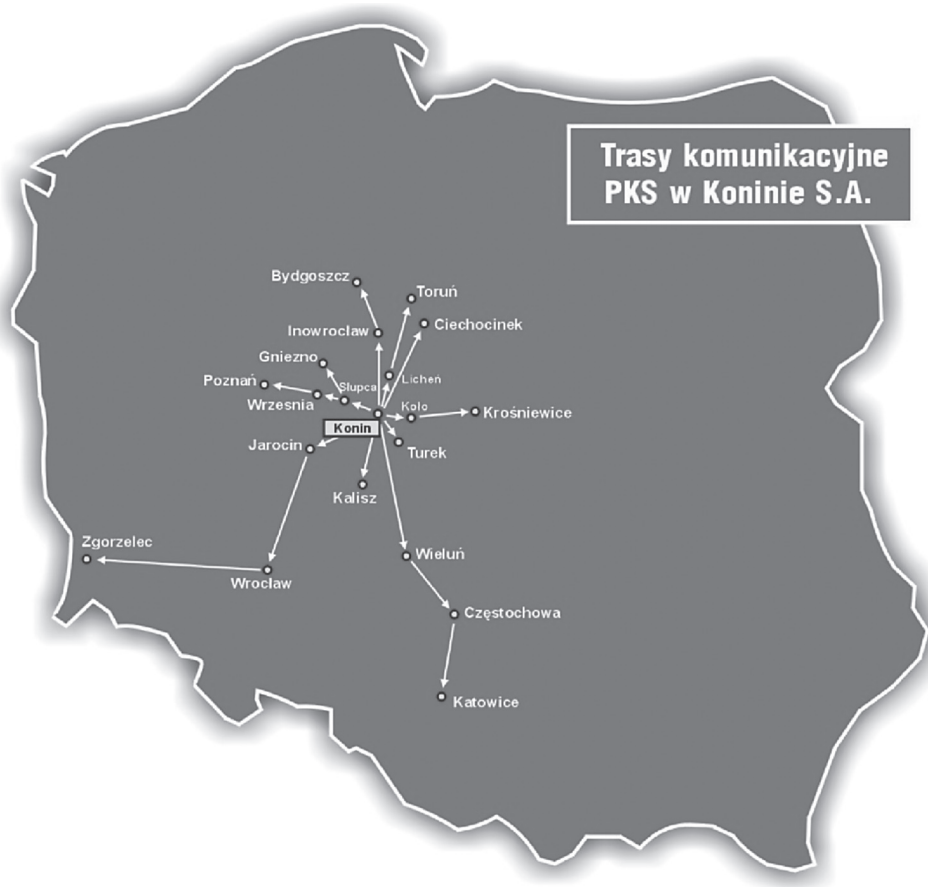 Trasy komunikacyjne
PKS w Koninie S.A.
Bydgoszcz
Toruń
Inowrocław
Ciechocinek
Gniezno
Poznań
Słupca
Licheń
Wrzesnia
Koło
Krośniewice
Konin
Jarocin
Turek
Kalisz
Zgorzelec
Wieluń
Wrocław
Częstochowa
Katowice